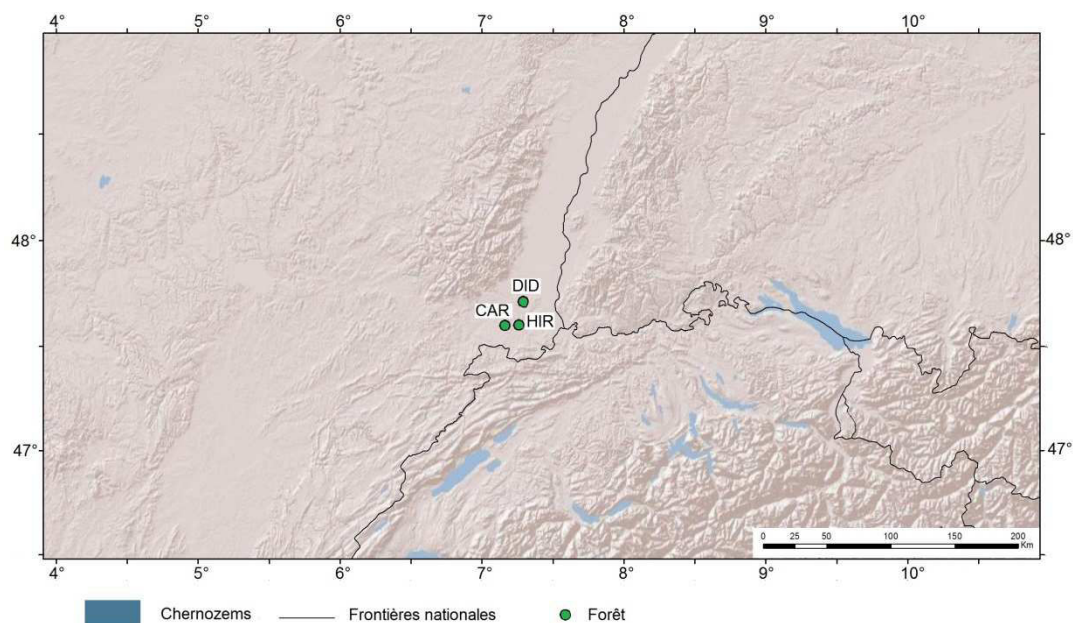 4° 5° 6° 7° 8° 9° 10°
48° 48°
DID
CAR HIR
47° 47°
0 25 50 100 150 200
Km
4° 5° 6° 7° 8° 9° 10°
Chernozems Frontières nationales Forêt